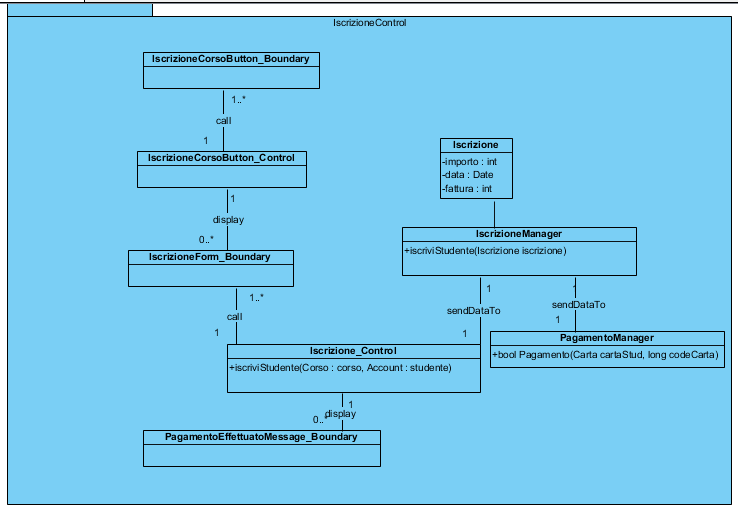 IscrizioneControl
IscrizioneCorsoButton_Boundary
1..*
call
1
IscrizioneCorsoButton_Control
1
display
0..*
IscrizioneForm_Boundary
1..*
call
1
Iscrizione
-importo : int
-data : Date
-fattura : int
IscrizioneManager
+iscriviStudente(Iscrizione iscrizione)
1
sendDataTo
1
1
sendDataTo
1
PagamentoManager
+bool Pagamento(Carta cartaStud, long codeCarta)
Iscrizione_Control
+iscriviStudente(Corso : corso, Account : studente)
1
display
0..*
PagamentoEffettuatoMessage_Boundary